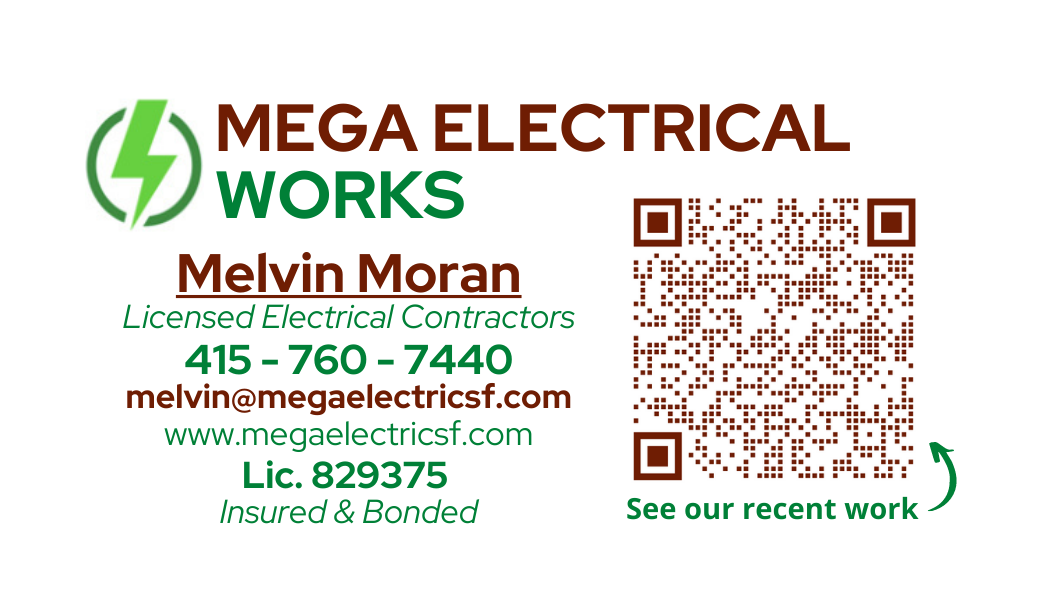 MEGA ELECTRICAL
WORKS
Melvin Moran
Licensed Electrical Contractors
415 - 760 - 7440
melvin@megaelectricsf.com
www.megaelectricsf.com
Lic. 829375
Insured & Bonded
See our recent work